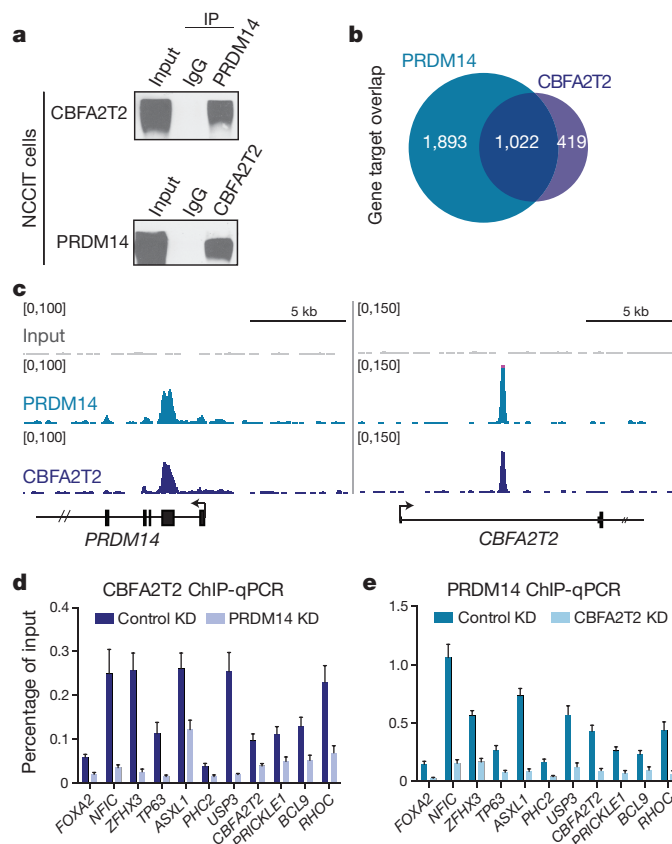 a
IP
Input
IgG
PRDM14
CBFA2T2
NCCIT cells
Input
IgG
CBFA2T2
PRDM14
b
PRDM14
CBFA2T2
Gene target overlap
1,893
1,022
419
c
[0,100]
5 kb
Input
[0,100]
PRDM14
[0,100]
CBFA2T2
PRDM14
[0,150]
5 kb
[0,150]
[0,150]
CBFA2T2
d
CBFA2T2 ChIP-qPCR
Control KD
PRDM14 KD
Percentage of input
0.4
0.3
0.2
0.1
0
FOXA2
NFIC
ZFHX3
TP63
ASXL1
PHC2
USP3
CBFA2T2
PRICKLE1
BCL9
RHOC
e
PRDM14 ChIP-qPCR
Control KD
CBFA2T2 KD
1.5
1.0
0.5
0
FOXA2
NFIC
ZFHX3
TP63
ASXL1
PHC2
USP3
CBFA2T2
PRICKLE1
BCL9
RHOC